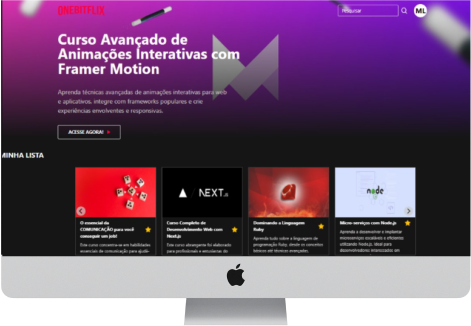 ONEBITFLIX
Pesquisar
ML
Curso Avançado de
Animações Interativas com
Framer Motion
Aprenda técnicas avançadas de animações interativas para web
e aplicativos, integre com frameworks populares e crie
experiências envolventes e responsivas.
ACESSE AGORA!
MINHA LISTA
NEXT.JS
node
O essencial da
COMUNICAÇÃO para você
conseguir um job!
Este curso concentra-se em habilidades
essenciais de comunicação para ajudá-
Curso Completo de
Desenvolvimento Web com
Next.js
Este curso abrangente foi elaborado
para profissionais e entusiastas do
Dominando a Linguagem
Ruby
Aprenda tudo sobre a linguagem de
programação Ruby, desde os conceitos
básicos até técnicas avançadas.
Micro-serviços com Node.js
Aprenda a desenvolver e implantar
microserviços escaláveis e eficientes
utilizando Node.js. Ideal para
desenvolvedores interessados em